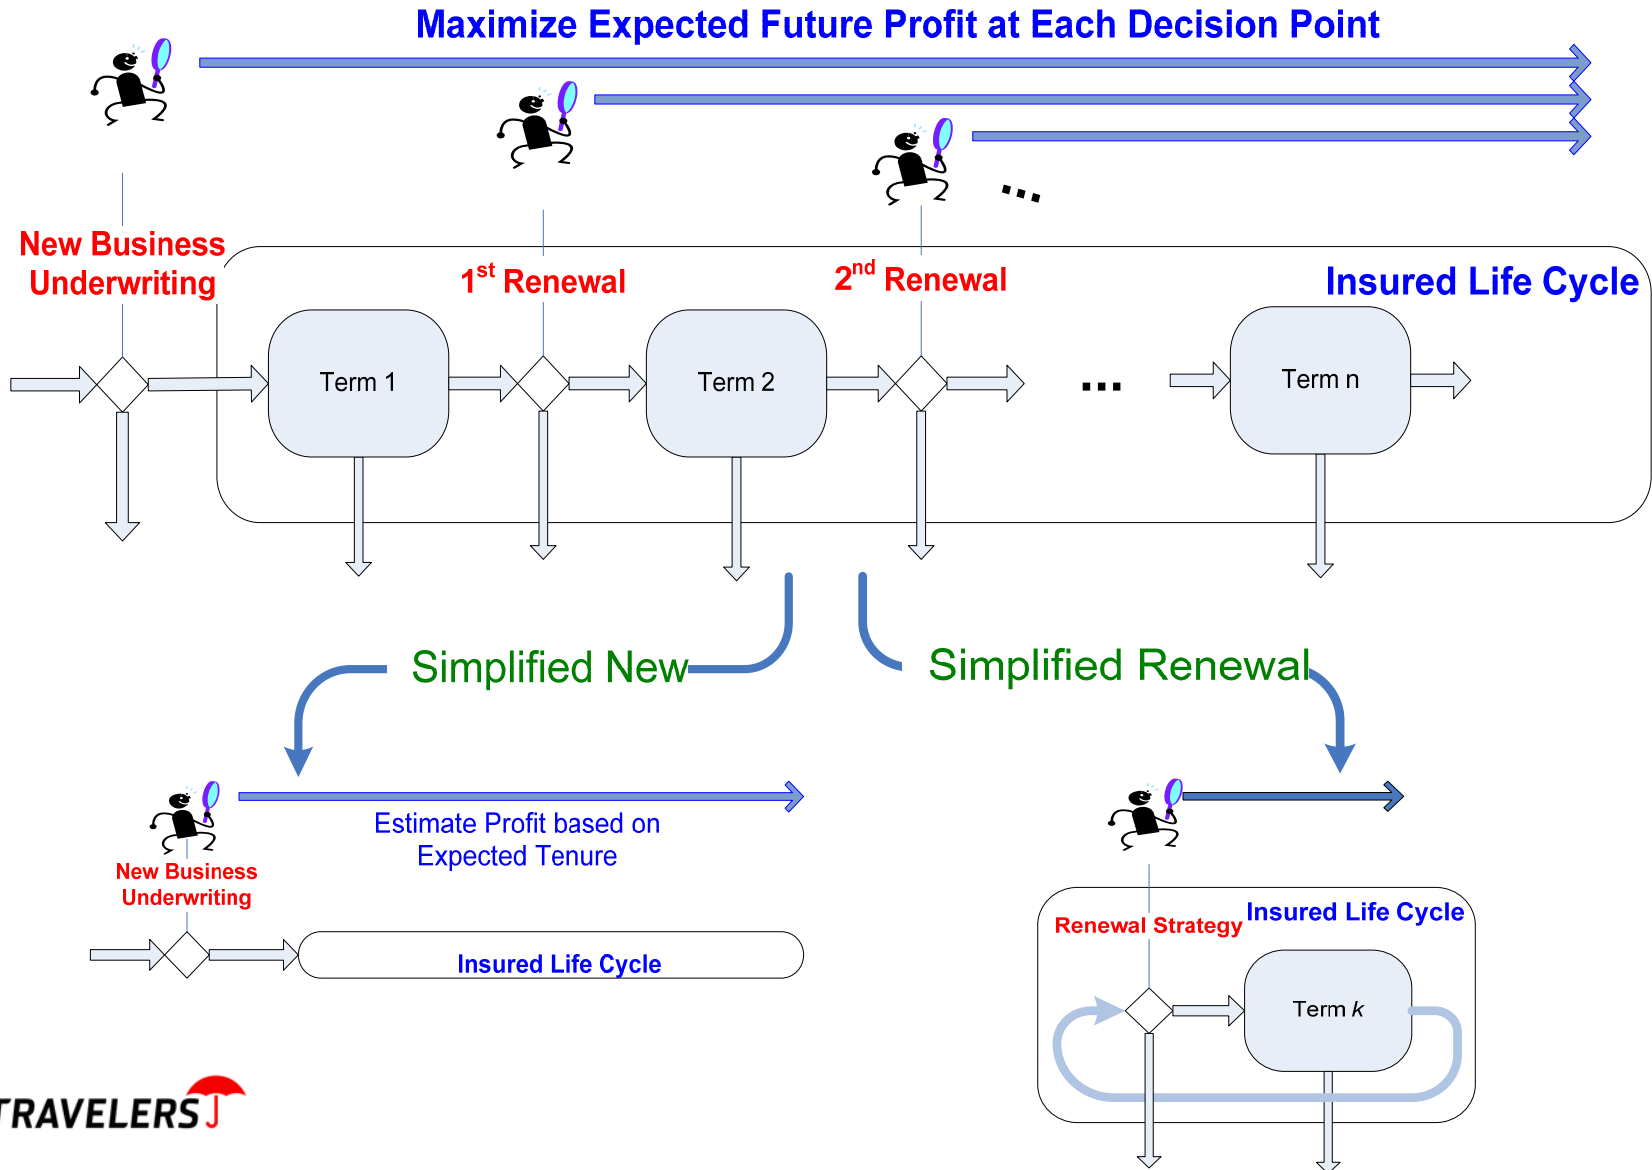 Maximize Expected Future Profit at Each Decision Point
...
New Business
Underwriting
1st Renewal
2nd Renewal
Insured Life Cycle
Term 1
Term 2
...
Term n
Simplified New
Simplified Renewal
Estimate Profit based on
Expected Tenure
New Business
Underwriting
Insured Life Cycle
Renewal Strategy
Insured Life Cycle
Term k
TRAVELERS